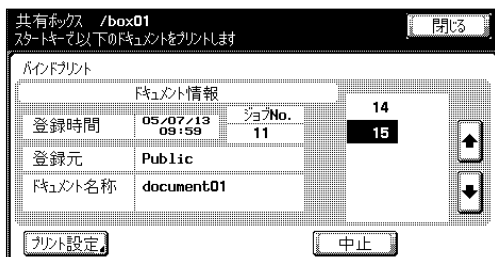 共有ボックス /box01
スタートキーで以下のドキュメントをプリントします
閉じる
バインドプリント
ドキュメント情報
登録時間 05/07/13 09:59 ジョブNo. 11
登録元 Public
ドキュメント名称 document01
14
15
プリント設定
中止